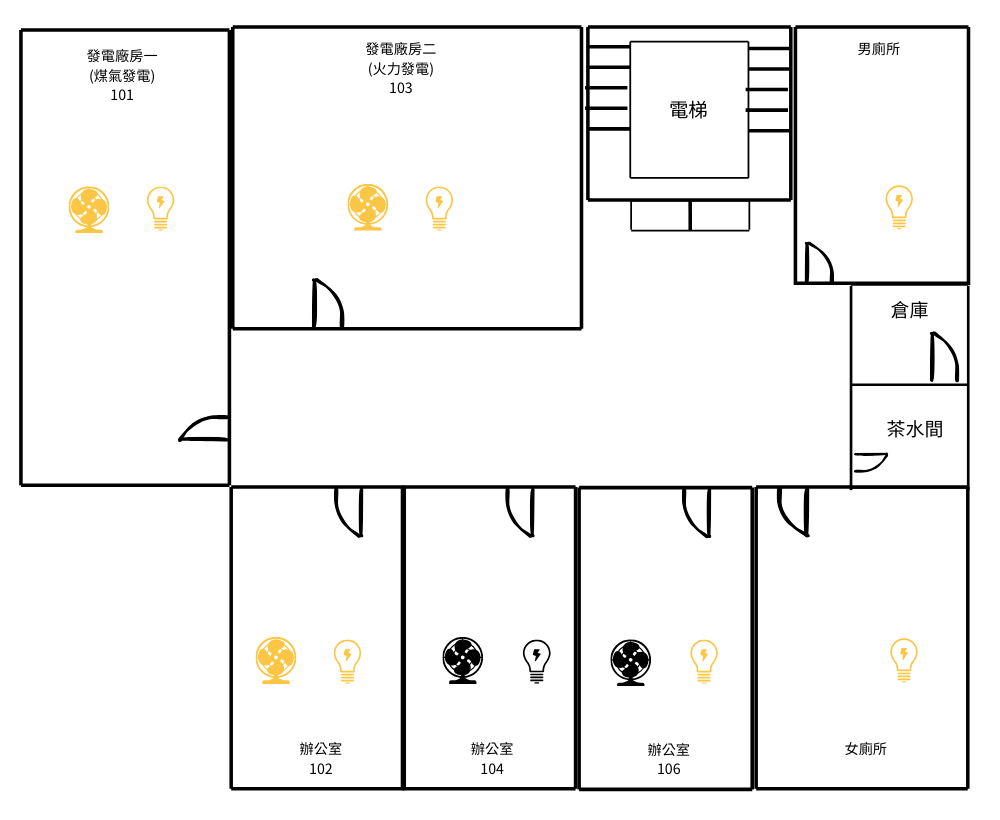 發電廠房一
(煤氣發電)
101
發電廠房二
(火力發電)
103
電梯
男廁所
倉庫
茶水間
辦公室
102
辦公室
104
辦公室
106
女廁所